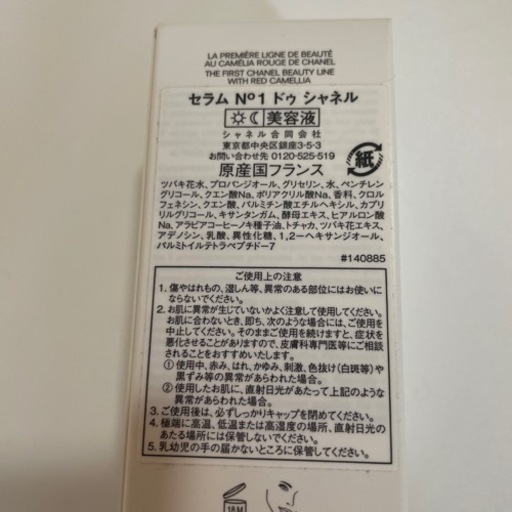 LA PREMIÈRE LIGNE DE BEAUTÉ
AU CAMÉLIA ROUGE DE CHANEL
THE FIRST CHANEL BEAUTY LINE
WITH RED CAMELLIA
セラム Nº1 ドゥ シャネル
美容液
シャネル合同会社
東京都中央区銀座3-5-3
お問い合わせ先 0120-525-519
原産国フランス
紙
ツバキ花水、プロパンジオール、グリセリン、水、ペンチレン
グリコール、クエン酸Na、ポリアクリル酸Na、香料、クロル
フェネシン、クエン酸、パルミチン酸エチルヘキシル、カプリ
リルグリコール、キサンタンガム、酵母エキス、ヒアルロン酸
Na、アラビアコーヒーノキ種子油、トチャカ、ツバキ花エキス、
アデノシン、乳酸、異性化糖、1,2-ヘキサンジオール、
パルミトイルテトラペプチド-7
#140885
ご使用上の注意
1. 傷やはれもの、湿しん等、異常のある部位にはお使いに
ならないでください。
2. お肌に異常が生じていないかよく注意して使用してください。
お肌に合わないとき、即ち、次のような場合には、ご使用を
中止してください。そのままご使用を続けますと、症状を
悪化させることがありますので、皮膚科専門医等にご相談
されることをおすすめいたします。
① 使用中、赤み、はれ、かゆみ、刺激、色抜け(白斑等)や
黒ずみ等の異常があらわれた場合。
② 使用したお肌に、直射日光があたって上記のような
異常があらわれた場合。
3. ご使用後は、必ずしっかりキャップを閉めてください。
4. 極端に高温、低温または高湿度の場所、直射日光の
あたる場所には保管しないでください。
5. 乳幼児の手の届かないところに保管してください。
18M